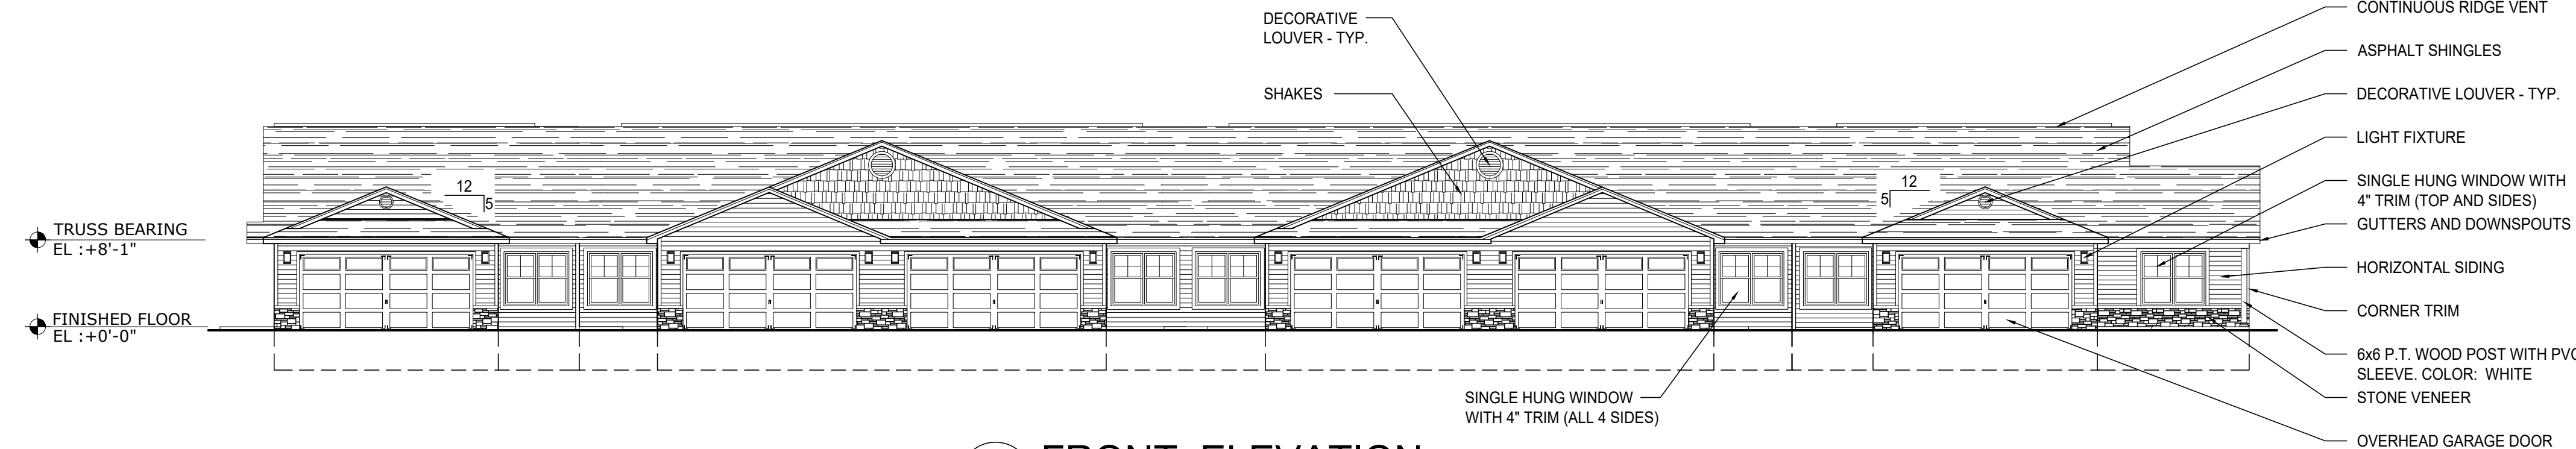 DECORATIVE
LOUVER - TYP.
SHAKES
CONTINUOUS RIDGE VENT
ASPHALT SHINGLES
DECORATIVE LOUVER - TYP.
LIGHT FIXTURE
SINGLE HUNG WINDOW WITH
4" TRIM (TOP AND SIDES)
GUTTERS AND DOWNSPOUTS
HORIZONTAL SIDING
CORNER TRIM
6x6 P.T. WOOD POST WITH PVC
SLEEVE. COLOR: WHITE
STONE VENEER
OVERHEAD GARAGE DOOR
12
5
12
5
TRUSS BEARING
EL :+8'-1"
FINISHED FLOOR
EL :+0'-0"
SINGLE HUNG WINDOW
WITH 4" TRIM (ALL 4 SIDES)
FRONT ELEVATION